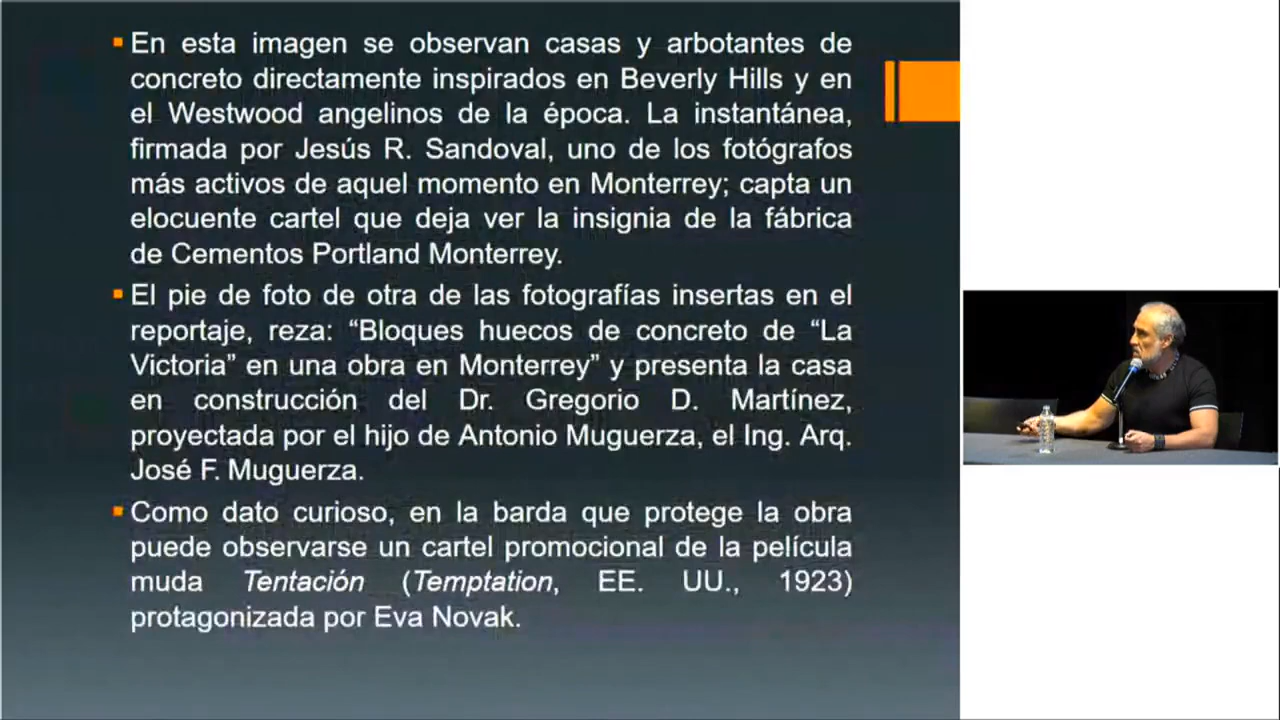 En esta imagen se observan casas y arbotantes de
concreto directamente inspirados en Beverly Hills y en
el Westwood angelinos de la época. La instantánea,
firmada por Jesús R. Sandoval, uno de los fotógrafos
más activos de aquel momento en Monterrey; capta un
elocuente cartel que deja ver la insignia de la fábrica
de Cementos Portland Monterrey.
El pie de foto de otra de las fotografías insertas en el
reportaje, reza: “Bloques huecos de concreto de “La
Victoria” en una obra en Monterrey” y presenta la casa
en construcción del Dr. Gregorio D. Martínez,
proyectada por el hijo de Antonio Muguerza, el Ing. Arq.
José F. Muguerza.
Como dato curioso, en la barda que protege la obra
puede observarse un cartel promocional de la película
muda Tentación (Temptation, EE. UU., 1923)
protagonizada por Eva Novak.